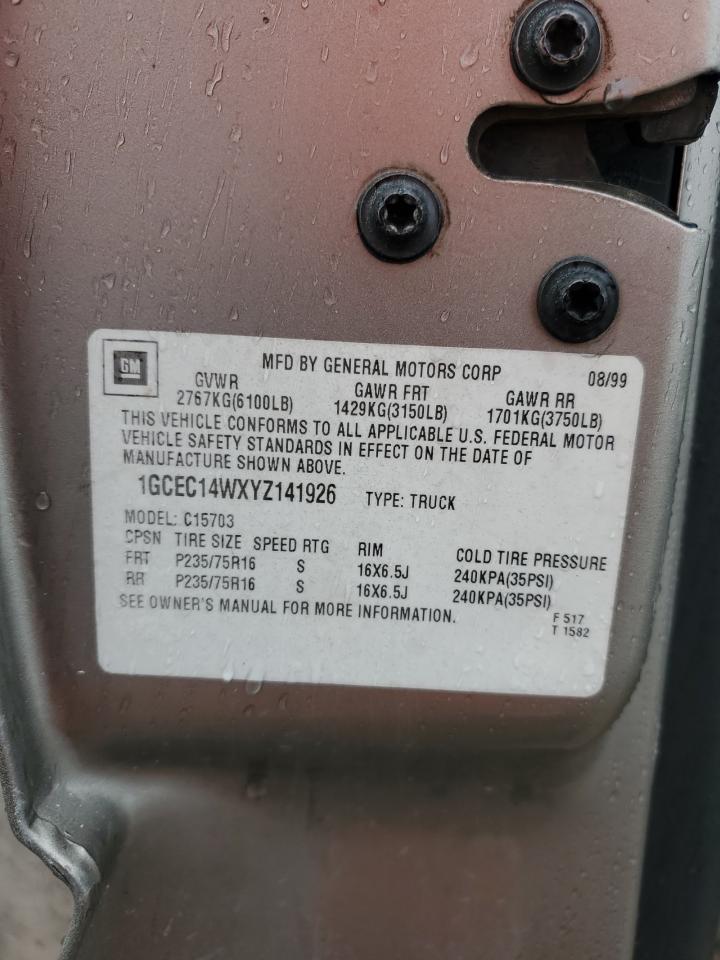 GM
MFD BY GENERAL MOTORS CORP 08/99
GVWR GAWR FRT GAWR RR
2767KG(6100LB) 1429KG(3150LB) 1701KG(3750LB)
THIS VEHICLE CONFORMS TO ALL APPLICABLE U.S. FEDERAL MOTOR
VEHICLE SAFETY STANDARDS IN EFFECT ON THE DATE OF
MANUFACTURE SHOWN ABOVE.
1GCEC14WXYZ141926 TYPE: TRUCK
MODEL: C15703
CPSN TIRE SIZE SPEED RTG RIM COLD TIRE PRESSURE
FRT P235/75R16 S 16X6.5J 240KPA(35PSI)
RR P235/75R16 S 16X6.5J 240KPA(35PSI)
SEE OWNER'S MANUAL FOR MORE INFORMATION.
F 517
T 1582